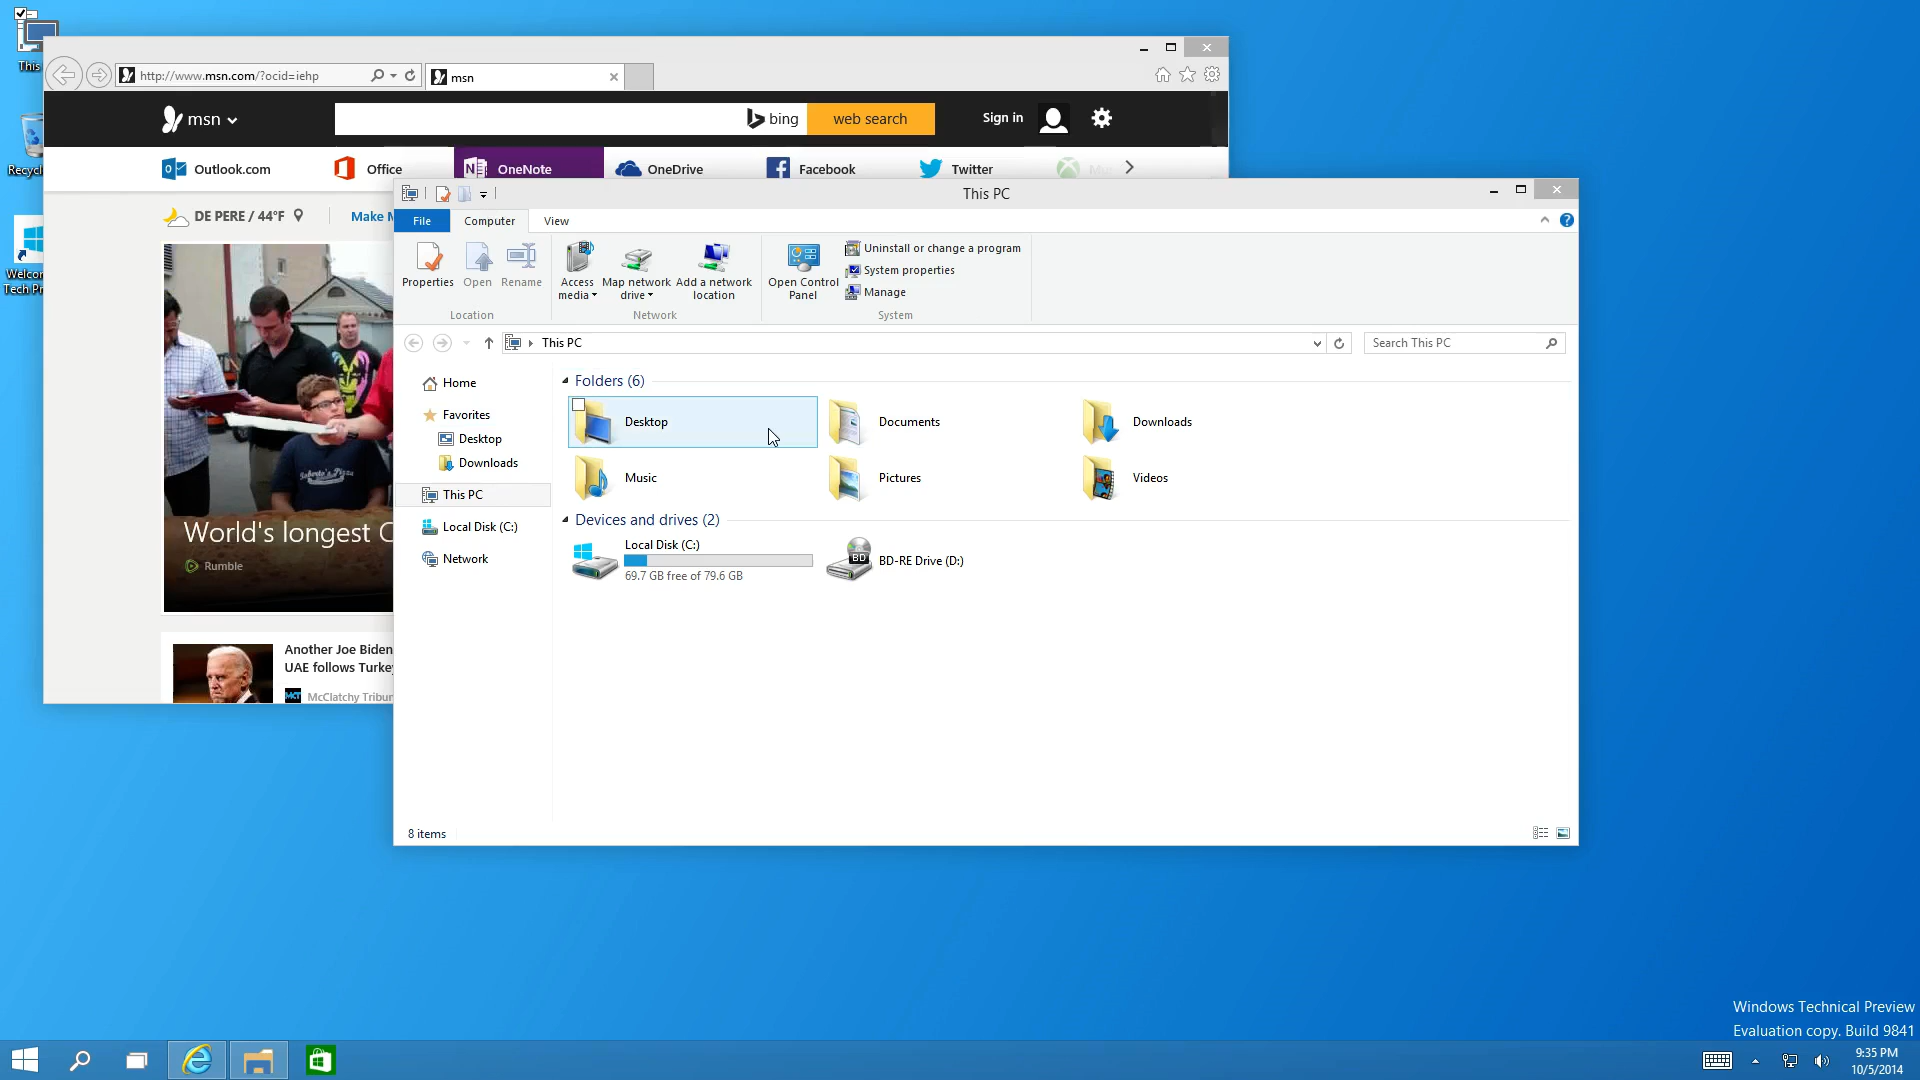 This
Recycl
Welcom
Tech Pr
http://www.msn.com/?ocid=iehp
msn
msn
bing
web search
Sign in
Outlook.com
Office
OneNote
OneDrive
Facebook
Twitter
DE PERE / 44°F
Make M
World's longest C
Rumble
Another Joe Biden
UAE follows Turkey
MCT
McClatchy Tribun
This PC
File
Computer
View
Properties
Open
Rename
Access
media
Map network
drive
Add a network
location
Open Control
Panel
Uninstall or change a program
System properties
Manage
Location
Network
System
This PC
Search This PC
Home
Favorites
Desktop
Downloads
This PC
Local Disk (C:)
Network
Folders (6)
Desktop
Documents
Downloads
Music
Pictures
Videos
Devices and drives (2)
Local Disk (C:)
69.7 GB free of 79.6 GB
BD
BD-RE Drive (D:)
8 items
Windows Technical Preview
Evaluation copy. Build 9841
9:35 PM
10/5/2014